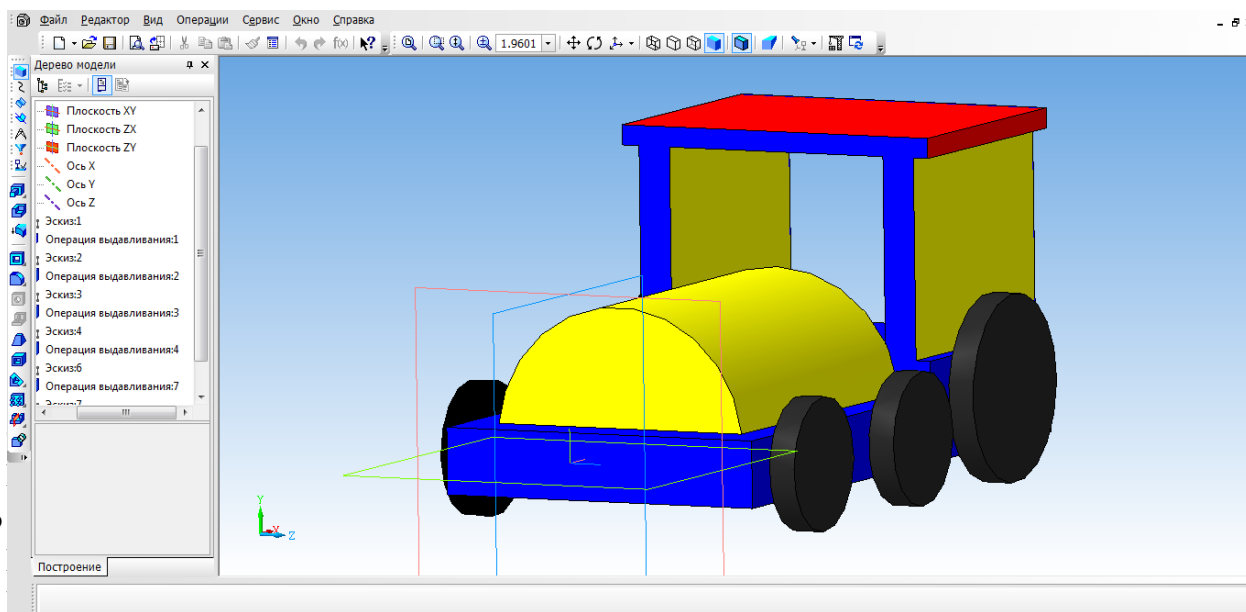 Файл Редактор Вид Операции Сервис Окно Справка
f(x) 1.9601
Дерево модели
Плоскость XY
Плоскость ZX
Плоскость ZY
Ось X
Ось Y
Ось Z
Эскиз:1
Операция выдавливания:1
Эскиз:2
Операция выдавливания:2
Эскиз:3
Операция выдавливания:3
Эскиз:4
Операция выдавливания:4
Эскиз:6
Операция выдавливания:7
Эскиз:7
Y
X
Z
Построение